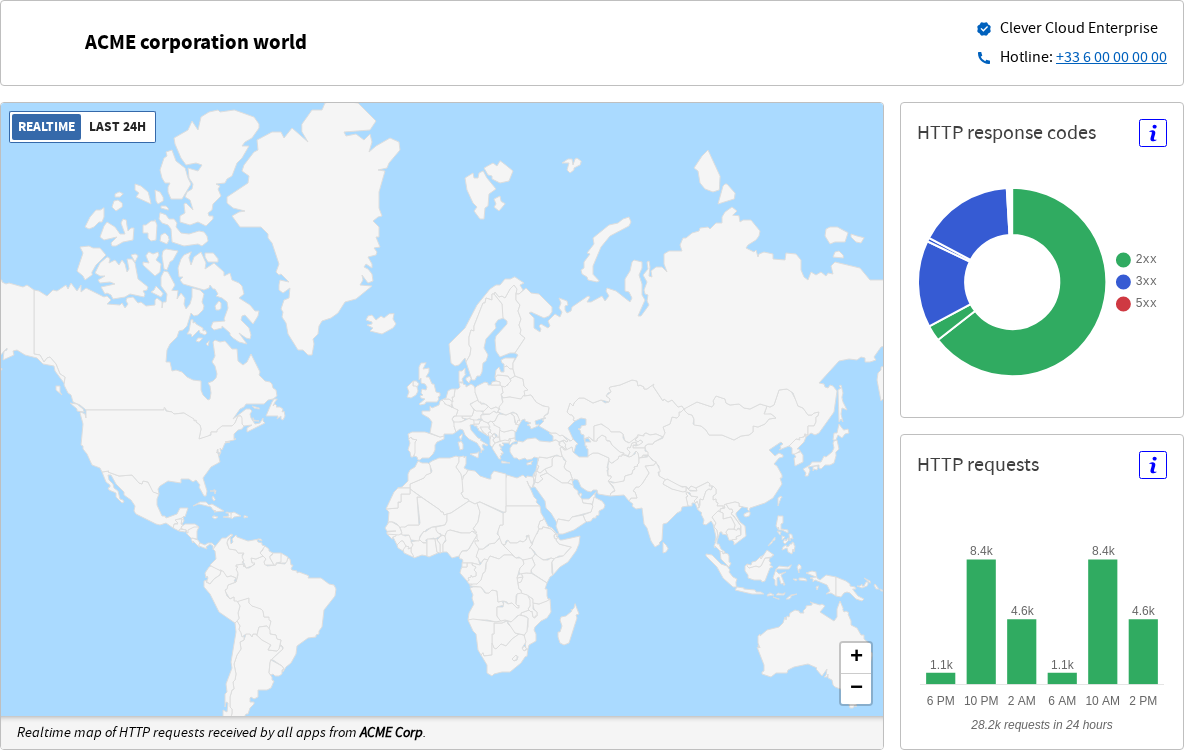 ACME corporation world
Clever Cloud Enterprise
Hotline: +33 6 00 00 00 00
REALTIME LAST 24H
+
−
Realtime map of HTTP requests received by all apps from ACME Corp.
HTTP response codes
i
2xx
3xx
5xx
HTTP requests
i
1.1k 8.4k 4.6k 1.1k 8.4k 4.6k
6 PM 10 PM 2 AM 6 AM 10 AM 2 PM
28.2k requests in 24 hours